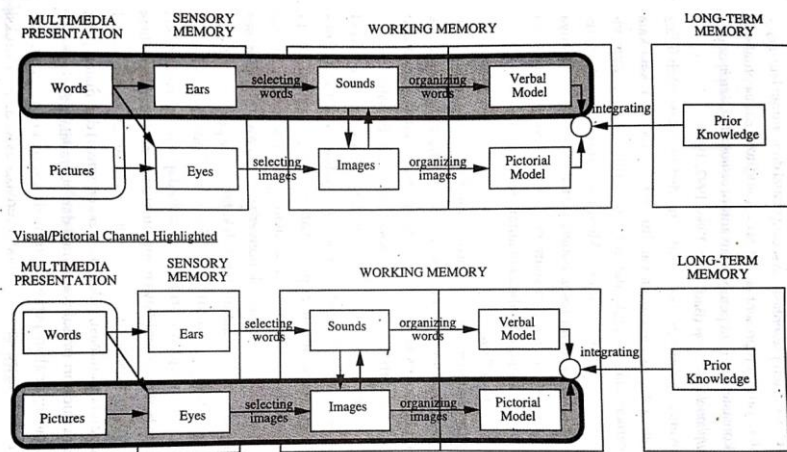 MULTIMEDIA
PRESENTATION
SENSORY
MEMORY
WORKING MEMORY
LONG-TERM
MEMORY
Words
Ears
selecting
words
Sounds
organizing
words
Verbal
Model
integrating
Prior
Knowledge
Pictures
Eyes
selecting
images
Images
organizing
images
Pictorial
Model
Visual/Pictorial Channel Highlighted
MULTIMEDIA
PRESENTATION
SENSORY
MEMORY
WORKING MEMORY
LONG-TERM
MEMORY
Words
Ears
selecting
words
Sounds
organizing
words
Verbal
Model
integrating
Prior
Knowledge
Pictures
Eyes
selecting
images
Images
organizing
images
Pictorial
Model